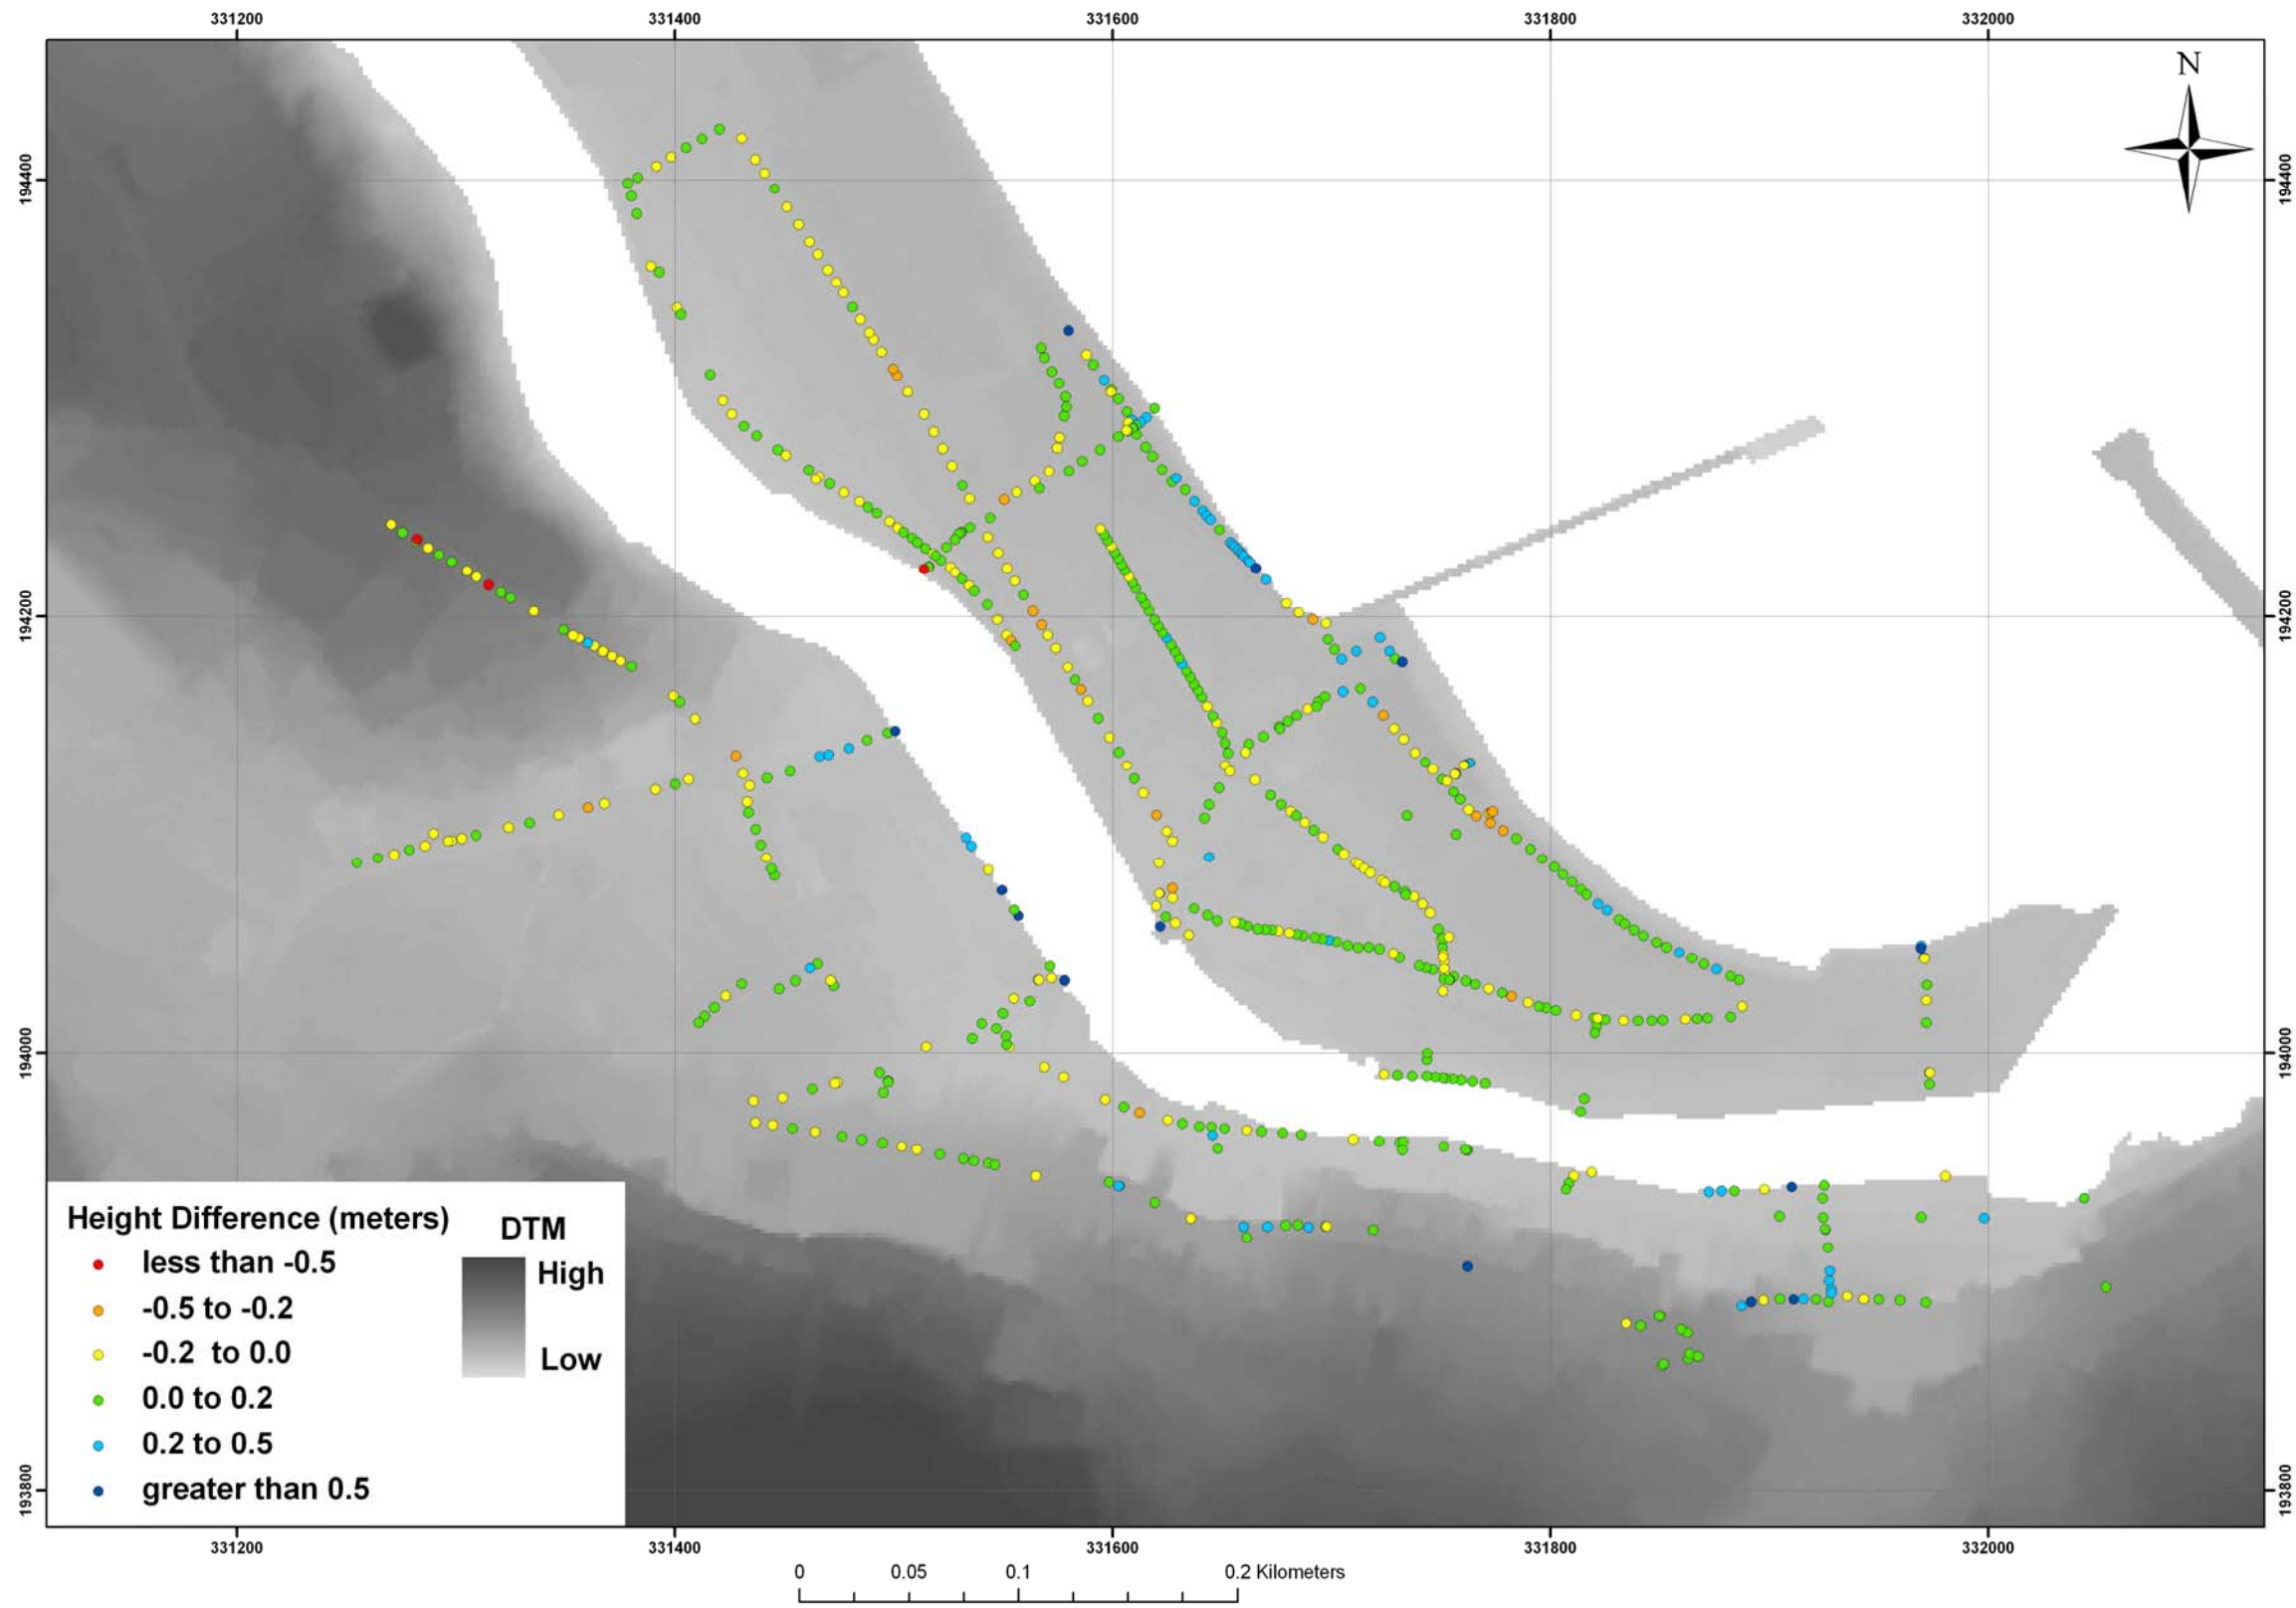 331200 331400 331600 331800 332000
N
194400 194400
194200 194200
194000 194000
193800 193800
Height Difference (meters)
less than -0.5
-0.5 to -0.2
-0.2 to 0.0
0.0 to 0.2
0.2 to 0.5
greater than 0.5
DTM
High
Low
331200 331400 331600 331800 332000
0 0.05 0.1 0.2 Kilometers